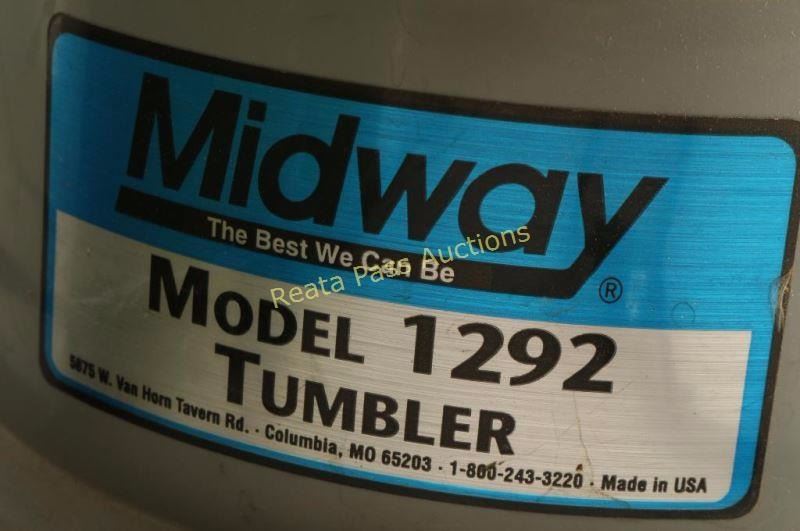 Midway
The Best We Can Be
®
Reata Pass Auctions
MODEL 1292
TUMBLER
5875 W. Van Horn Tavern Rd. · Columbia, MO 65203 · 1-800-243-3220 · Made in USA